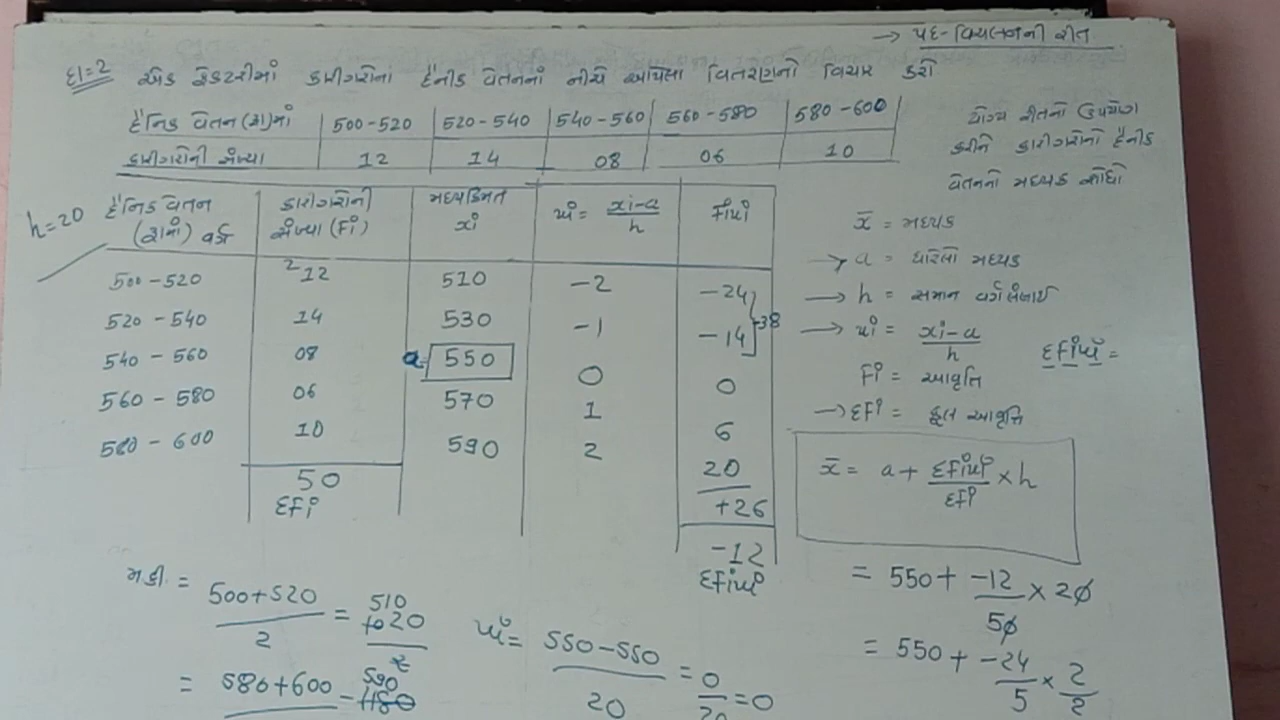 → પદ-વિચલનની રીત
દા=2 એક ફેક્ટરીમાં કારીગરોના દૈનીક વેતનનાં નીચે આપેલા વિતરણનો વિચાર કરો
દૈનિક વેતન (રૂ)માં 500-520 520-540 540-560 560-580 580-600
કારીગરોની સંખ્યા 12 14 08 06 10
યોગ્ય રીતનો ઉપયોગ
કરીને કારીગરોના દૈનીક
વેતનનો મધ્યક શોધો
h=20
દૈનિક વેતન (રૂામાં) વર્ગ કારીગરોની સંખ્યા (Fi) મધ્યકિંમત xi ui = xi-a / h Fiui
500-520 12 510 -2 -24
520-540 14 530 -1 -14 -38
540-560 08 a= 550 0 0
560-580 06 570 1 6
580-600 10 590 2 20
+26
50 -12
ΣFi ΣFiui
x̄ = મધ્યક
→ a = ધારેલો મધ્યક
→ h = સમાન વર્ગલંબાઈ
→ ui = xi-a / h
ΣFiui =
Fi = આવૃત્તિ
→ ΣFi = કુલ આવૃત્તિ
x̄ = a + ΣFiui / ΣFi × h
= 550 + -12 / 50 × 20
= 550 + -24 / 5 × 2 / 2
મકી. = 500+520 / 2 = 510
= 580+600 - 590
ui = 550-550 / 20 = 0 / 20 = 0